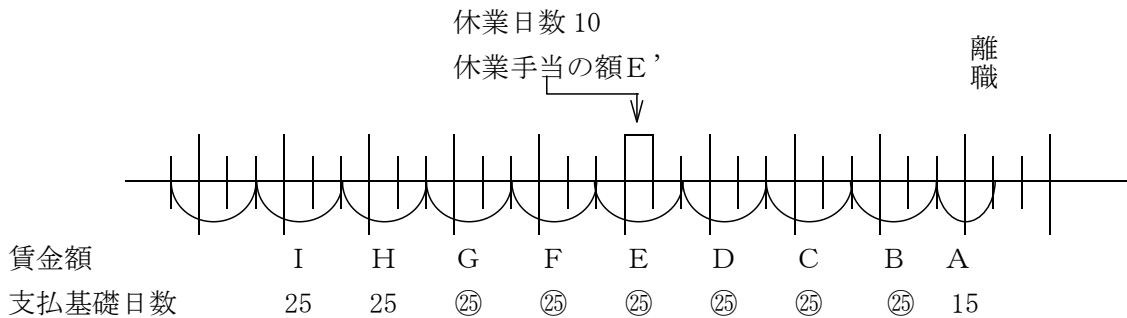 休業日数 10
休業手当の額E’
離職
賃金額 I H G F E D C B A
支払基礎日数 25 25 ㉕ ㉕ ㉕ ㉕ ㉕ ㉕ 15